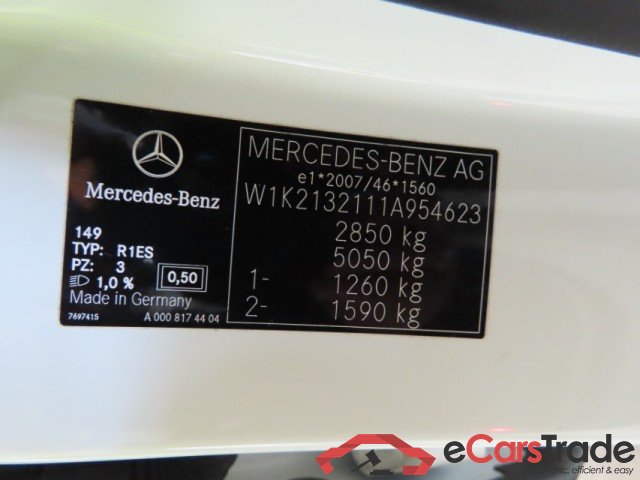 Mercedes-Benz
149
TYP: R1ES
PZ: 3
1,0 % 0,50
Made in Germany
7697415 A 000 817 44 04
MERCEDES-BENZ AG
e1*2007/46*1560
W1K2132111A954623
2850 kg
5050 kg
1- 1260 kg
2- 1590 kg
eCarsTrade
efficient & easy